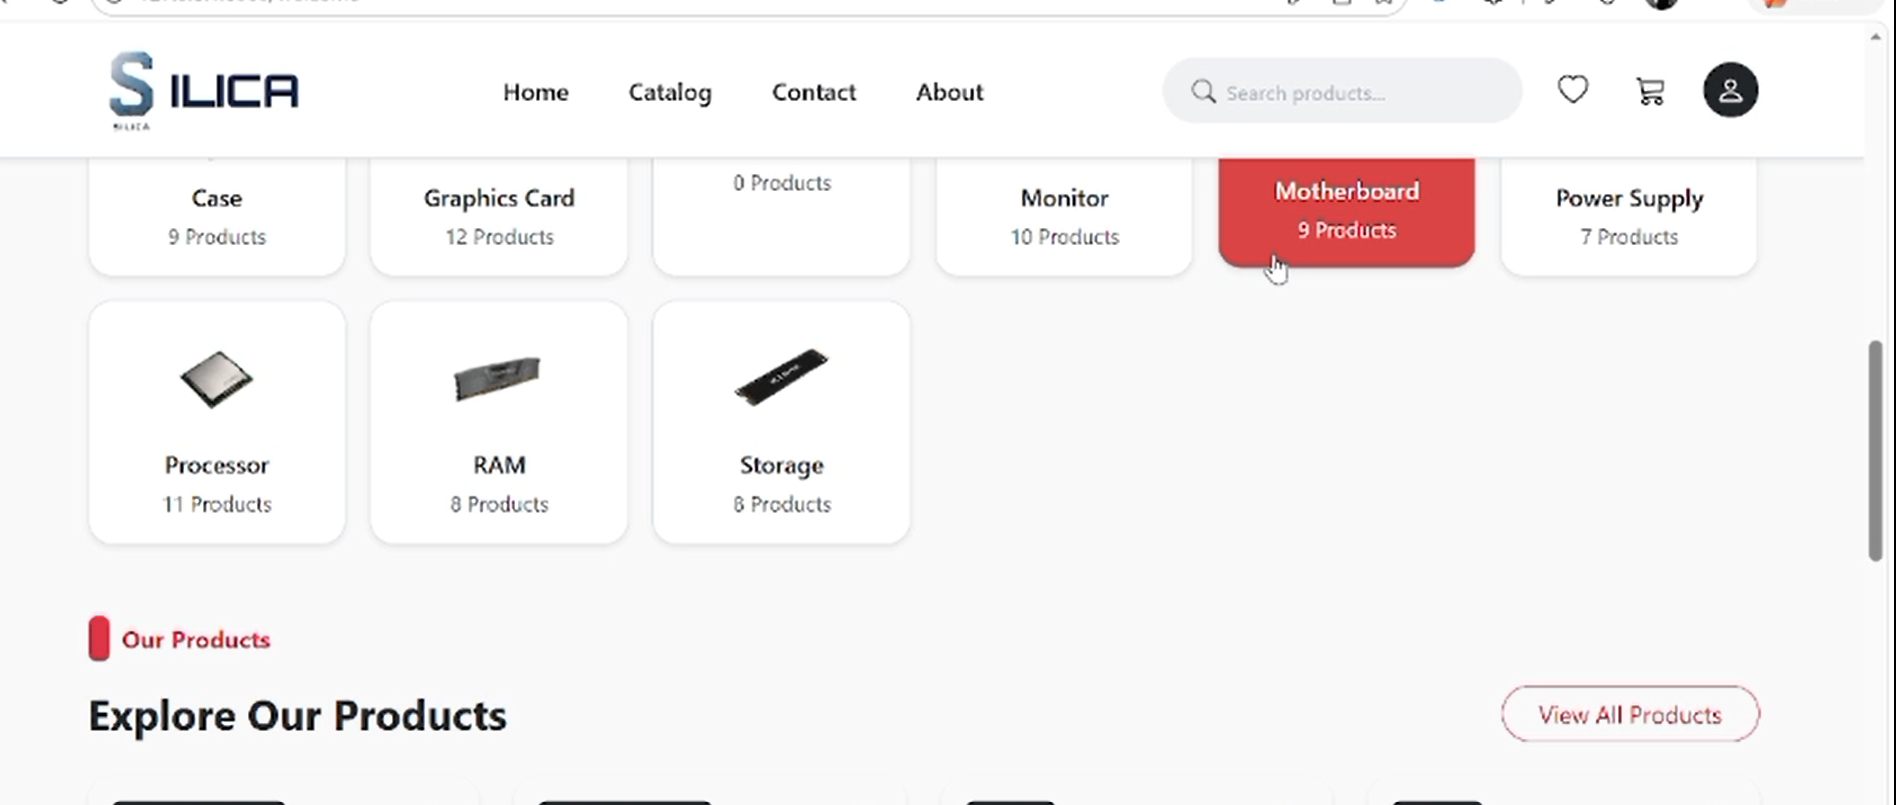 SILICA
SILICA
Home
Catalog
Contact
About
Search products...
Case
9 Products
Graphics Card
12 Products
0 Products
Monitor
10 Products
Motherboard
9 Products
Power Supply
7 Products
Processor
11 Products
RAM
8 Products
Storage
8 Products
Our Products
Explore Our Products
View All Products